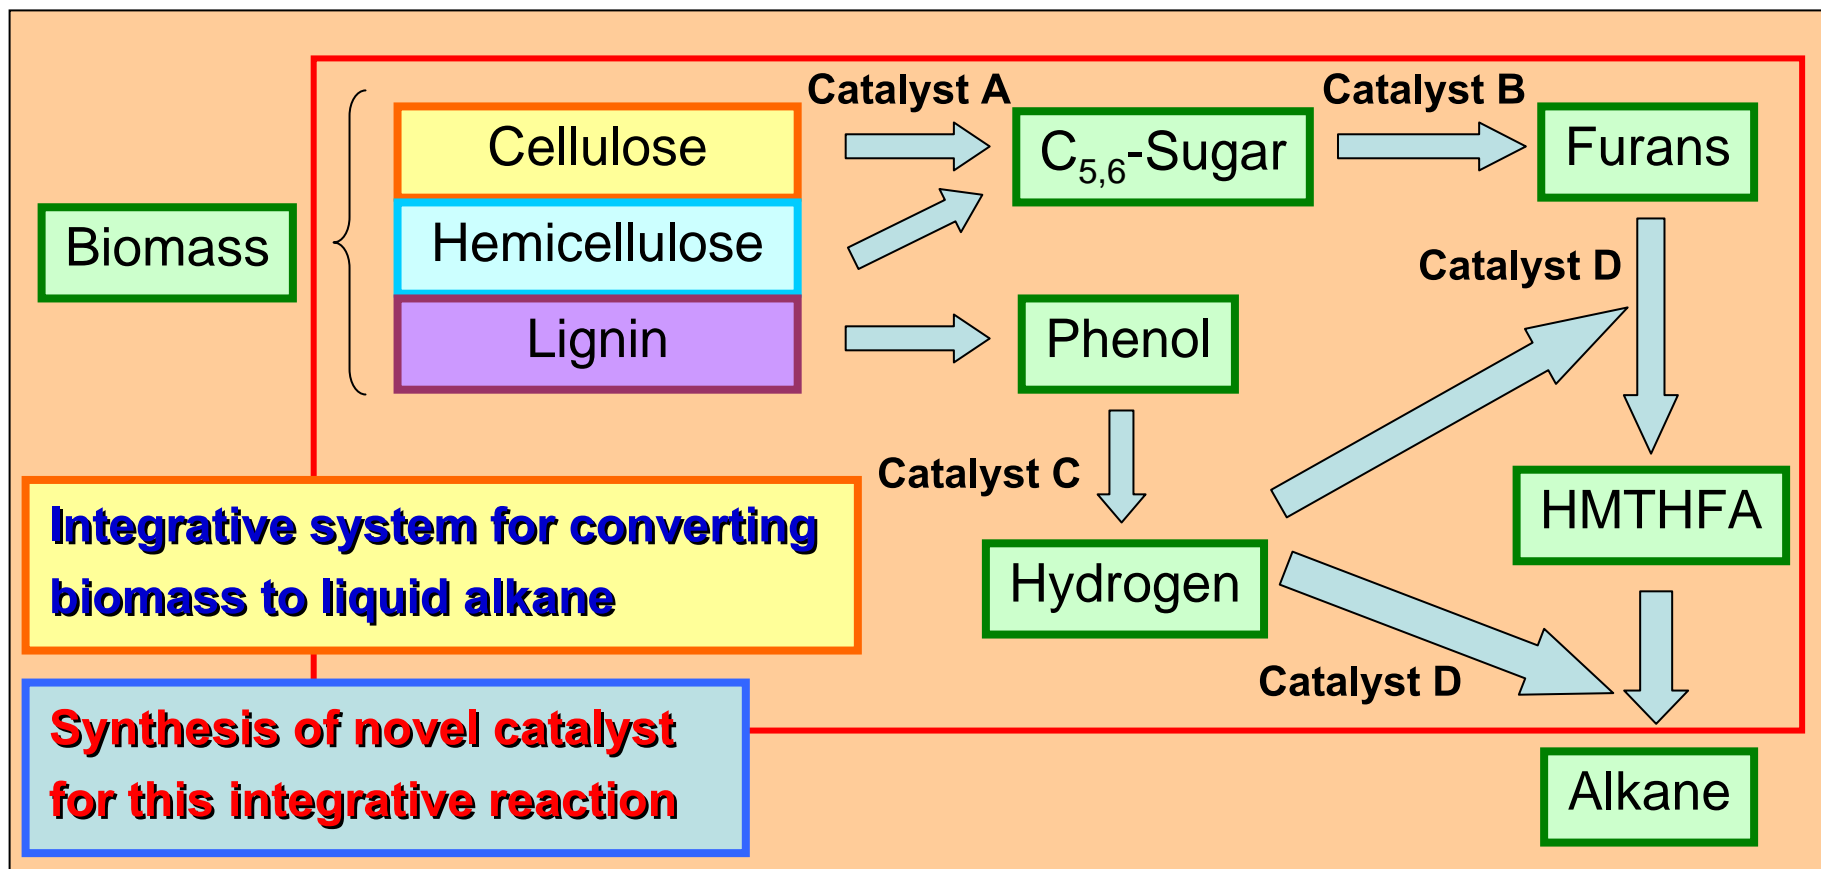 Catalyst A
Catalyst B
Cellulose
C5,6-Sugar
Furans
Biomass
Hemicellulose
Catalyst D
Lignin
Phenol
Catalyst C
HMTHFA
Integrative system for converting
biomass to liquid alkane
Hydrogen
Catalyst D
Synthesis of novel catalyst
for this integrative reaction
Alkane